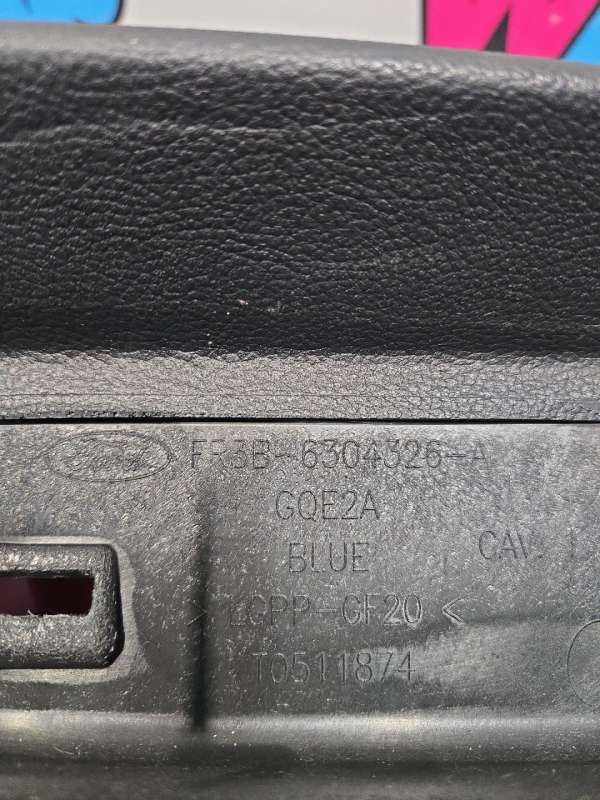 Ford FR3B-6304326-A
GQE2A
BLUE
CAV.
> LGPP-GF20 <
T0511874